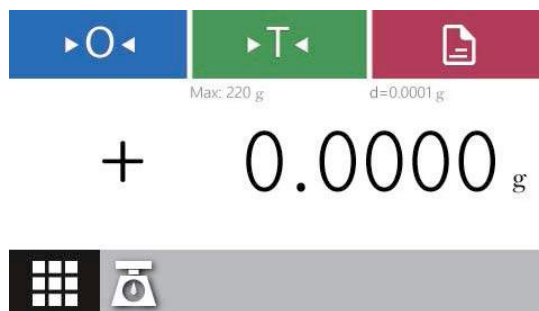 ▸O◂ ▸T◂
Max: 220 g d=0.0001 g
+ 0.0000 g